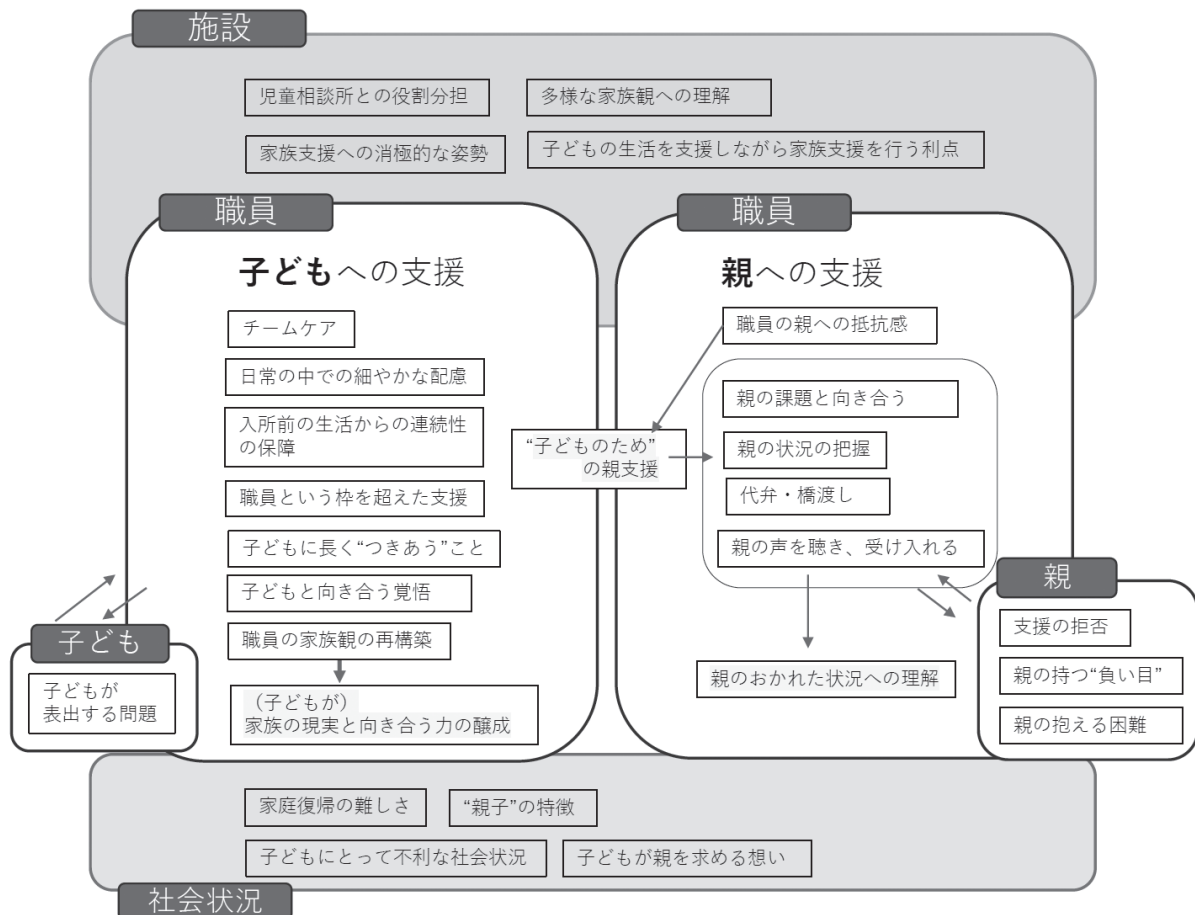 施設
児童相談所との役割分担
多様な家族観への理解
家族支援への消極的な姿勢
子どもの生活を支援しながら家族支援を行う利点
職員
子どもへの支援
チームケア
日常の中での細やかな配慮
入所前の生活からの連続性
の保障
職員という枠を超えた支援
子どもに長く“つきあう”こと
子どもと向き合う覚悟
職員の家族観の再構築
（子どもが）
家族の現実と向き合う力の醸成
“子どものため”
の親支援
職員
親への支援
職員の親への抵抗感
親の課題と向き合う
親の状況の把握
代弁・橋渡し
親の声を聴き、受け入れる
親のおかれた状況への理解
子ども
子どもが
表出する問題
親
支援の拒否
親の持つ“負い目”
親の抱える困難
家庭復帰の難しさ
“親子”の特徴
子どもにとって不利な社会状況
子どもが親を求める想い
社会状況